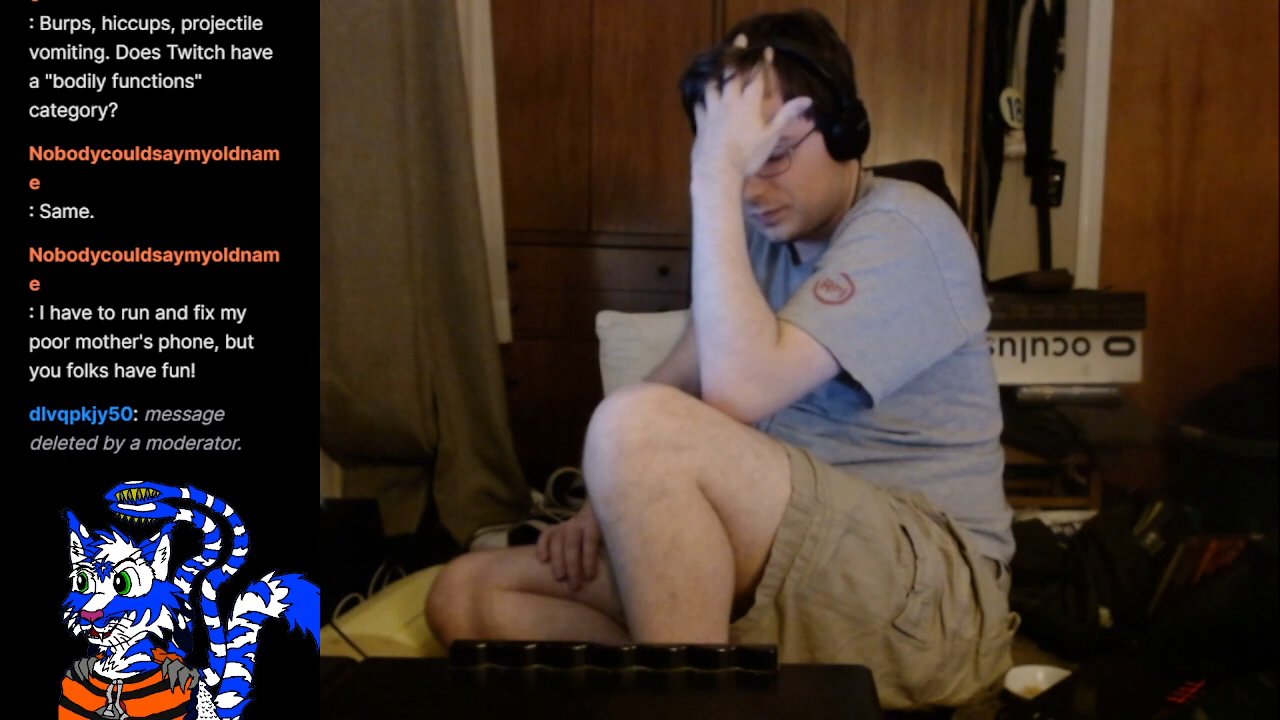 : Burps, hiccups, projectile
vomiting. Does Twitch have
a "bodily functions"
category?
Nobodycouldsaymyoldnam
e
: Same.
Nobodycouldsaymyoldnam
e
: I have to run and fix my
poor mother's phone, but
you folks have fun!
dlvqpkjy50: message
deleted by a moderator.
18
oculus